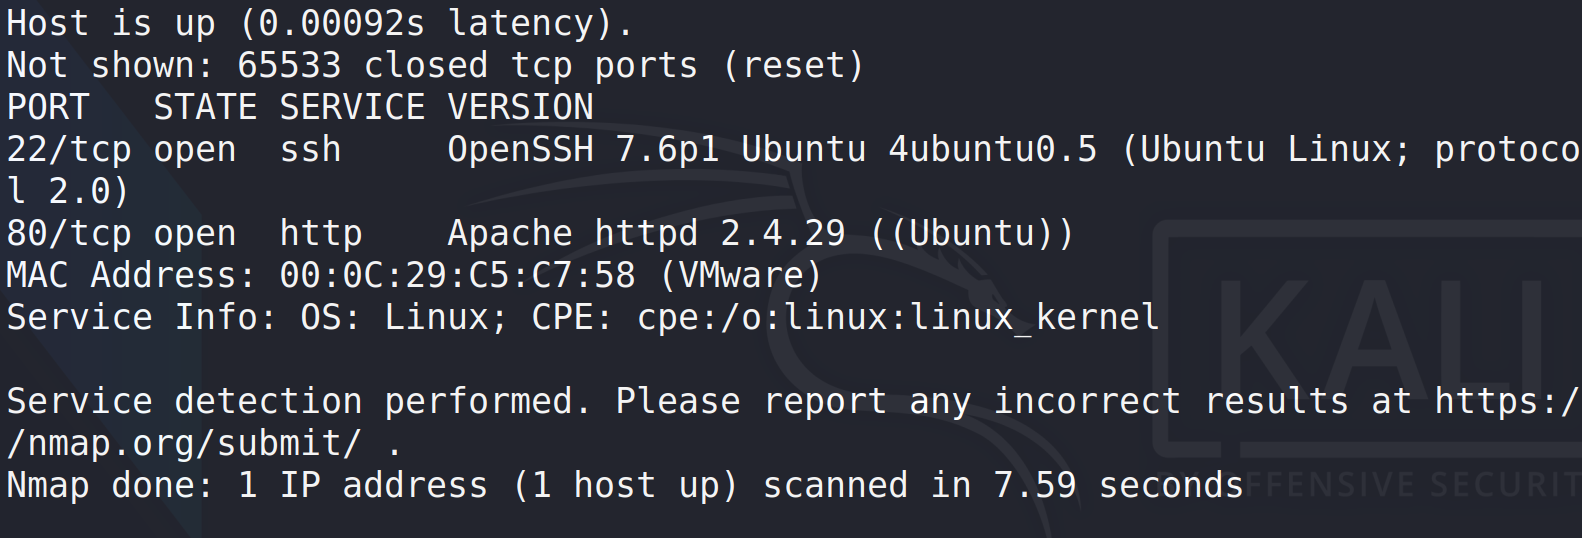 Host is up (0.00092s latency).
Not shown: 65533 closed tcp ports (reset)
PORT   STATE SERVICE VERSION
22/tcp open  ssh     OpenSSH 7.6p1 Ubuntu 4ubuntu0.5 (Ubuntu Linux; protoco
l 2.0)
80/tcp open  http    Apache httpd 2.4.29 ((Ubuntu))
MAC Address: 00:0C:29:C5:C7:58 (VMware)
Service Info: OS: Linux; CPE: cpe:/o:linux:linux_kernel
KALI
Service detection performed. Please report any incorrect results at https:/
/nmap.org/submit/ .
Nmap done: 1 IP address (1 host up) scanned in 7.59 seconds
OFFENSIVE SECURIT